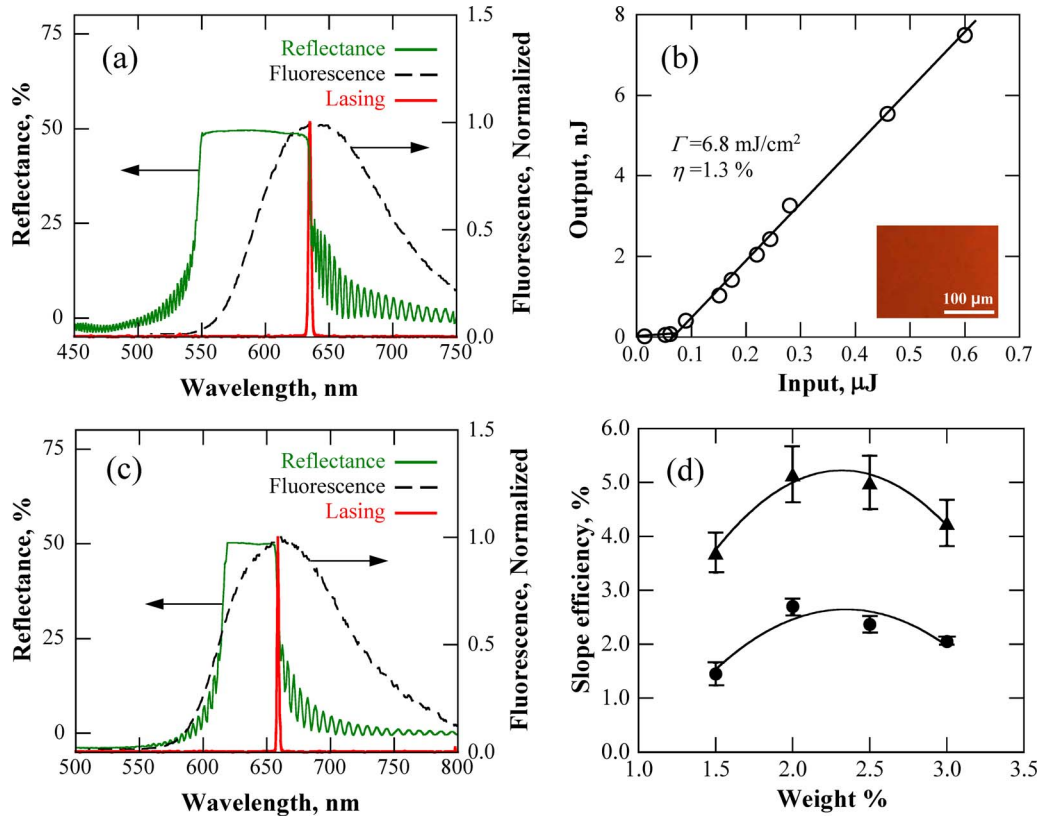 (a)
Reflectance
Fluorescence
Lasing
75
50
25
0
Reflectance, %
1.5
1.0
0.5
0.0
Fluorescence, Normalized
450 500 550 600 650 700 750
Wavelength, nm
(b)
Γ=6.8 mJ/cm²
η=1.3 %
100 μm
8
6
4
2
0
Output, nJ
0.0 0.1 0.2 0.3 0.4 0.5 0.6 0.7
Input, μJ
(c)
Reflectance
Fluorescence
Lasing
75
50
25
0
Reflectance, %
1.5
1.0
0.5
0.0
Fluorescence, Normalized
500 550 600 650 700 750 800
Wavelength, nm
(d)
6.0
5.0
4.0
3.0
2.0
1.0
0.0
Slope efficiency, %
1.0 1.5 2.0 2.5 3.0 3.5
Weight %